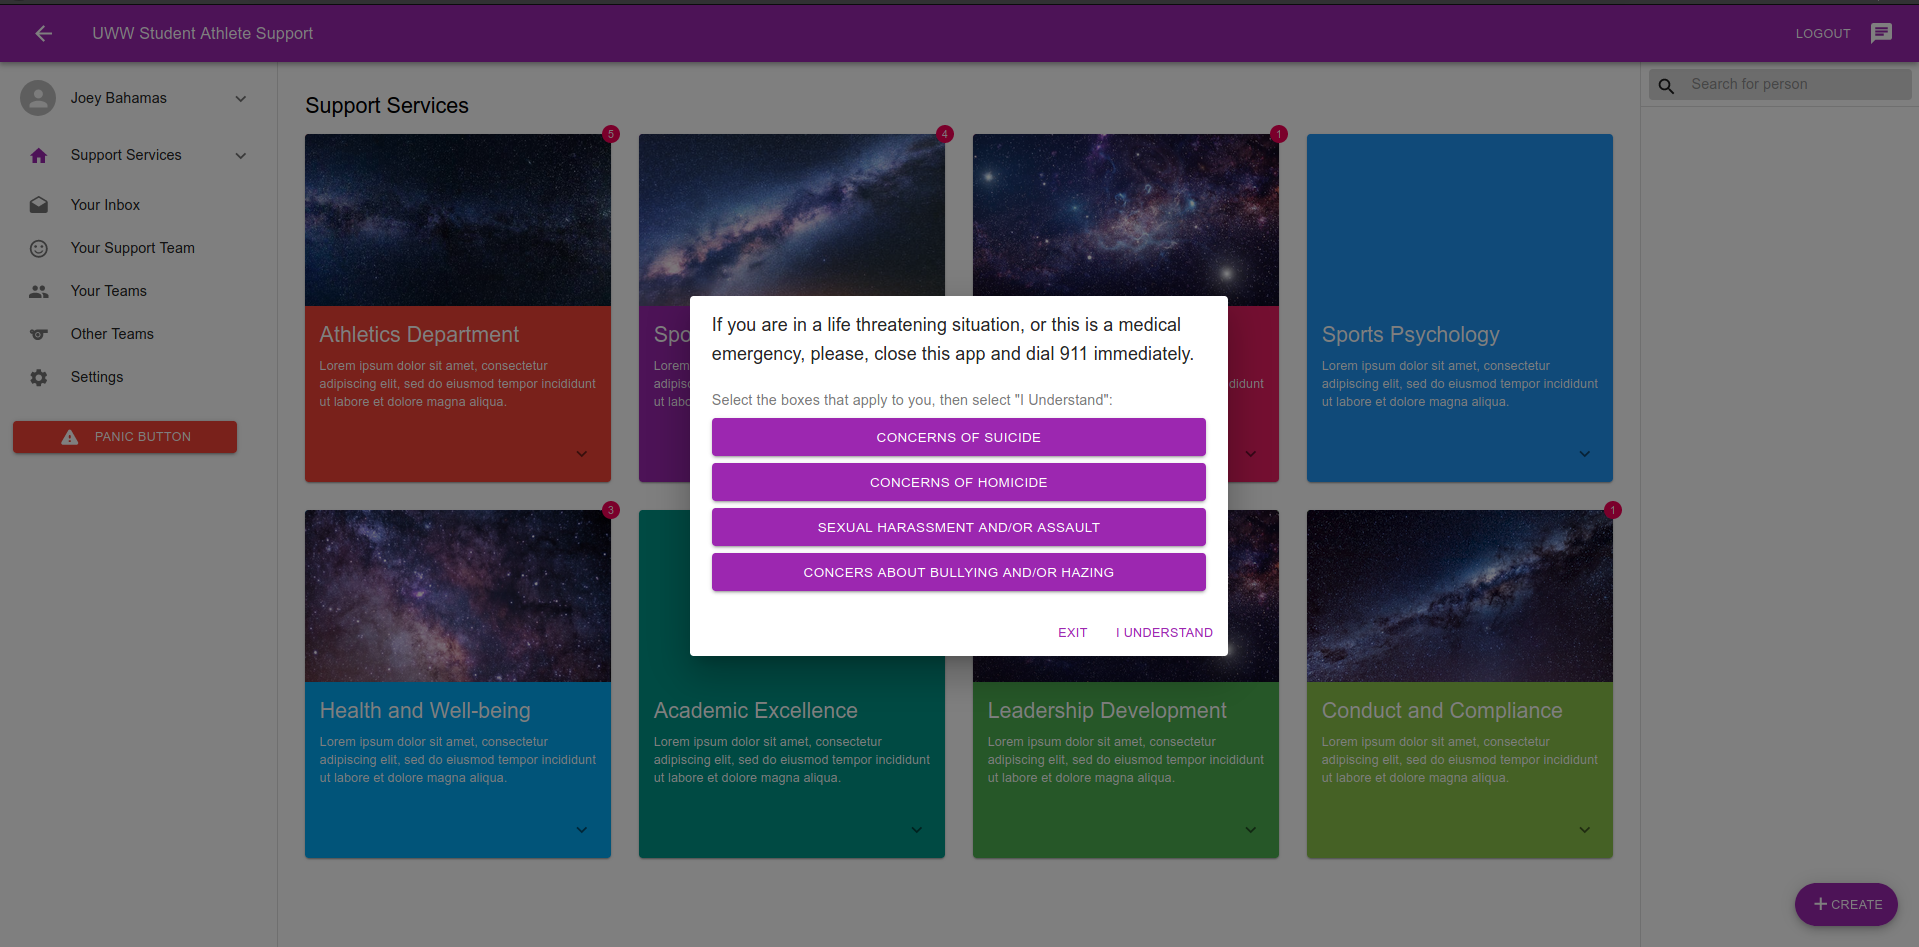 UWW Student Athlete Support
LOGOUT
Joey Bahamas
Support Services
Your Inbox
Your Support Team
Your Teams
Other Teams
Settings
PANIC BUTTON
Search for person
Support Services
5
4
1
Athletics Department
Lorem ipsum dolor sit amet, consectetur
adipiscing elit, sed do eiusmod tempor incididunt
ut labore et dolore magna aliqua.
Spo
Lorem
adipis
ut lab
didunt
Sports Psychology
Lorem ipsum dolor sit amet, consectetur
adipiscing elit, sed do eiusmod tempor incididunt
ut labore et dolore magna aliqua.
If you are in a life threatening situation, or this is a medical
emergency, please, close this app and dial 911 immediately.
Select the boxes that apply to you, then select "I Understand":
CONCERNS OF SUICIDE
CONCERNS OF HOMICIDE
SEXUAL HARASSMENT AND/OR ASSAULT
CONCERS ABOUT BULLYING AND/OR HAZING
EXIT
I UNDERSTAND
3
1
Health and Well-being
Lorem ipsum dolor sit amet, consectetur
adipiscing elit, sed do eiusmod tempor incididunt
ut labore et dolore magna aliqua.
Academic Excellence
Lorem ipsum dolor sit amet, consectetur
adipiscing elit, sed do eiusmod tempor incididunt
ut labore et dolore magna aliqua.
Leadership Development
Lorem ipsum dolor sit amet, consectetur
adipiscing elit, sed do eiusmod tempor incididunt
ut labore et dolore magna aliqua.
Conduct and Compliance
Lorem ipsum dolor sit amet, consectetur
adipiscing elit, sed do eiusmod tempor incididunt
ut labore et dolore magna aliqua.
+ CREATE